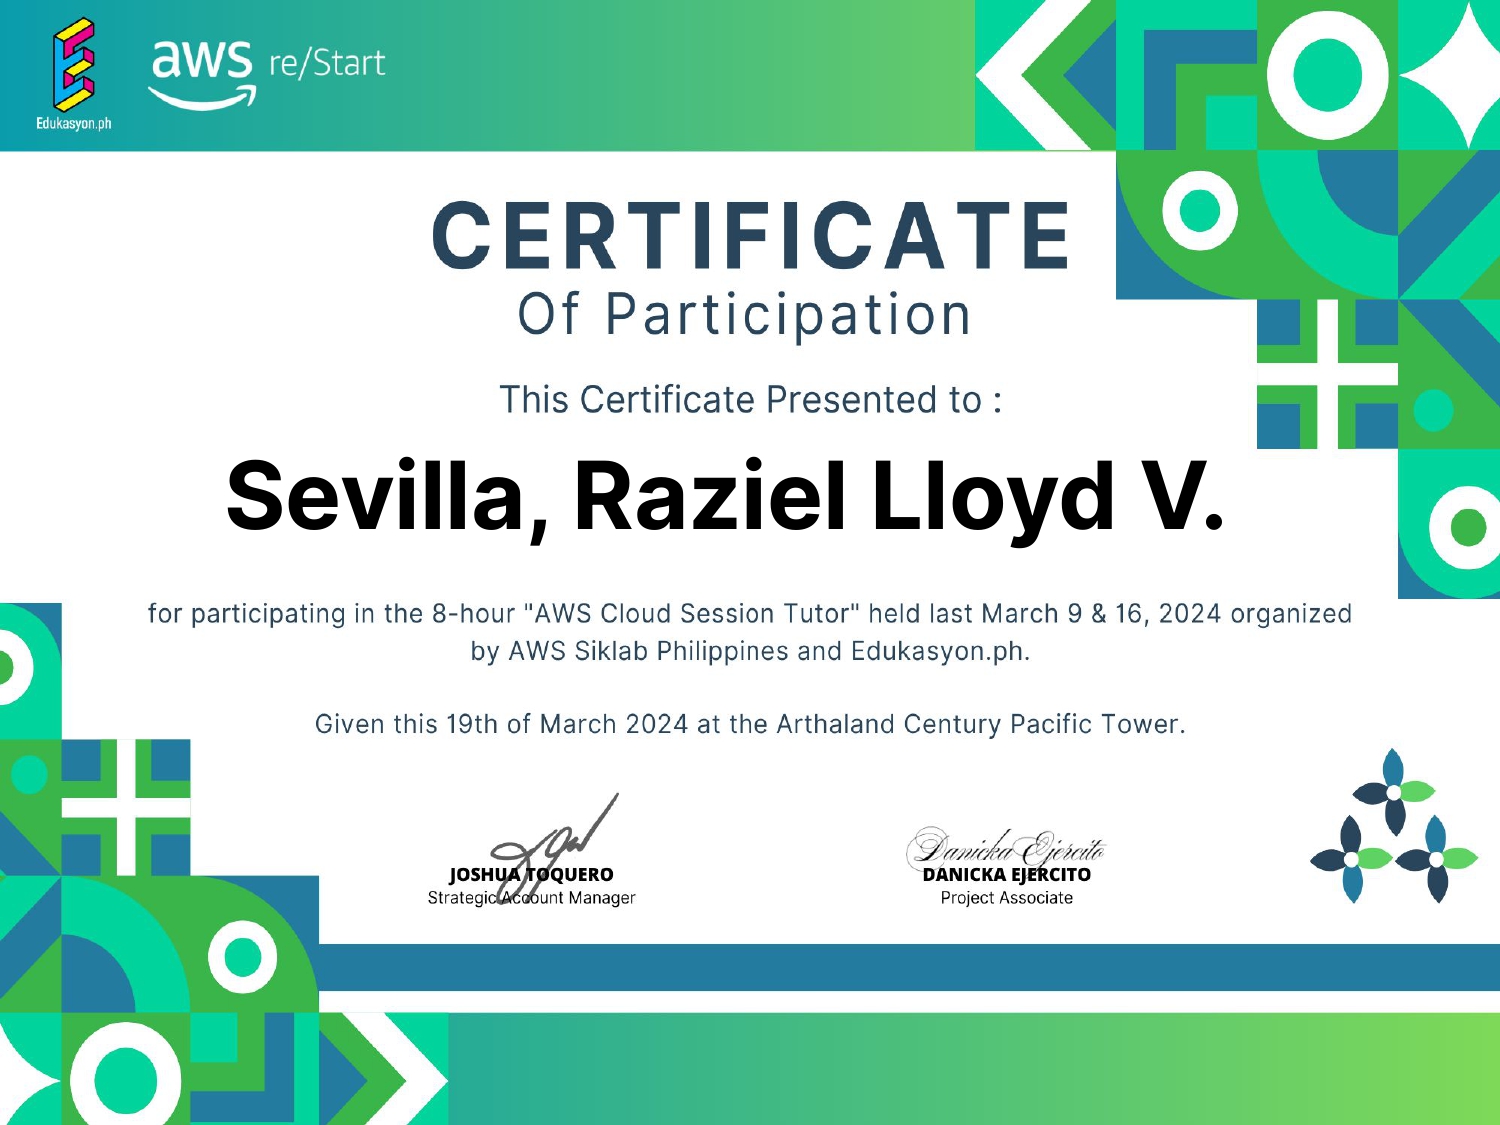 Edukasyon.ph
aws re/Start
CERTIFICATE
Of Participation
This Certificate Presented to :
Sevilla, Raziel Lloyd V.
for participating in the 8-hour "AWS Cloud Session Tutor" held last March 9 & 16, 2024 organized
by AWS Siklab Philippines and Edukasyon.ph.
Given this 19th of March 2024 at the Arthaland Century Pacific Tower.
Danicka Ejercito
JOSHUA TOQUERO
DANICKA EJERCITO
Strategic Account Manager
Project Associate